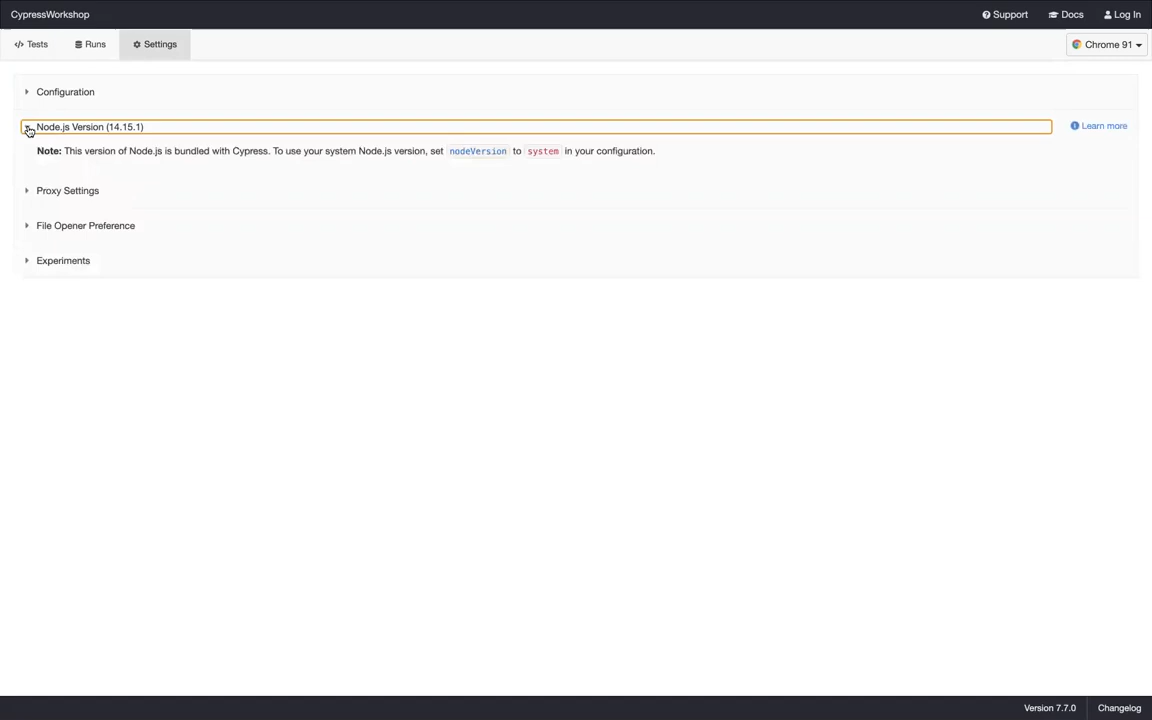 CypressWorkshop
Support
Docs
Log In
Tests
Runs
Settings
Chrome 91
Configuration
Node.js Version (14.15.1)
Learn more
Note: This version of Node.js is bundled with Cypress. To use your system Node.js version, set nodeVersion to system in your configuration.
Proxy Settings
File Opener Preference
Experiments
Version 7.7.0
Changelog